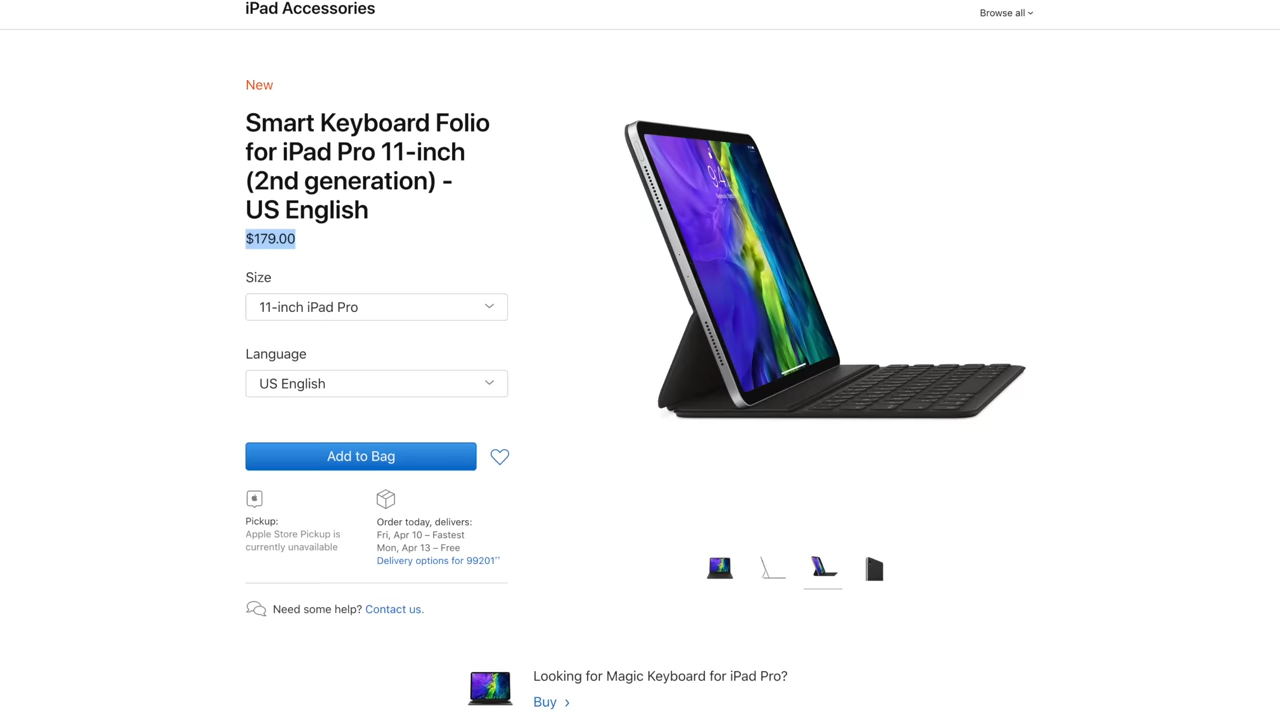 iPad Accessories
Browse all
New
Smart Keyboard Folio
for iPad Pro 11-inch
(2nd generation) -
US English
$179.00
Size
11-inch iPad Pro
Language
US English
Add to Bag
Pickup:
Apple Store Pickup is
currently unavailable
Order today, delivers:
Fri, Apr 10 – Fastest
Mon, Apr 13 – Free
Delivery options for 99201**
Need some help? Contact us.
9:41
Looking for Magic Keyboard for iPad Pro?
Buy